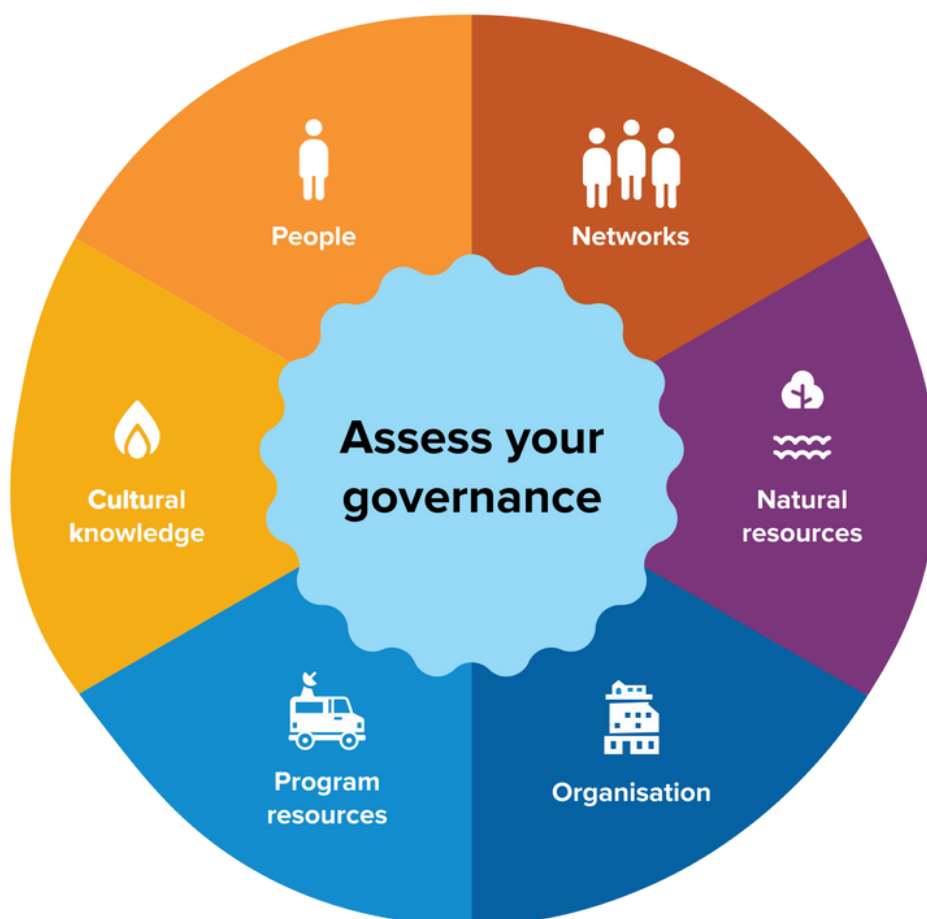 People
Networks
Cultural
knowledge
Assess your
governance
Natural
resources
Program
resources
Organisation